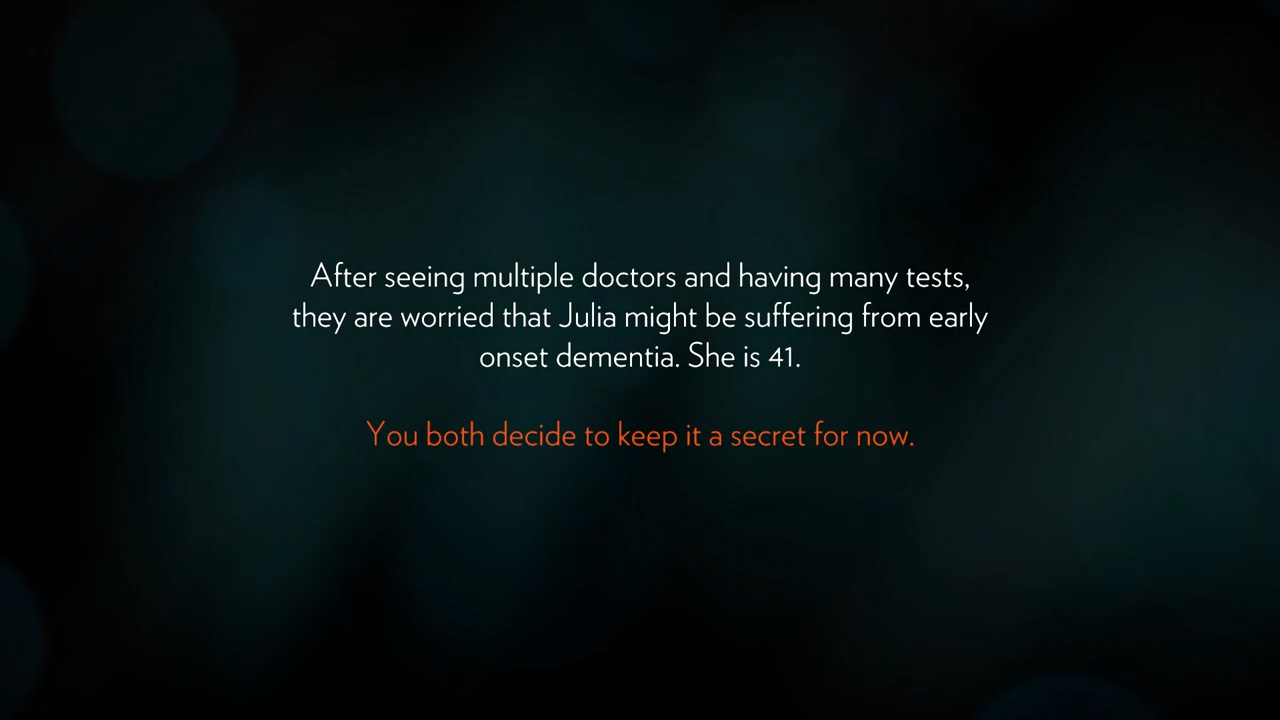 After seeing multiple doctors and having many tests,
they are worried that Julia might be suffering from early
onset dementia. She is 41.
You both decide to keep it a secret for now.